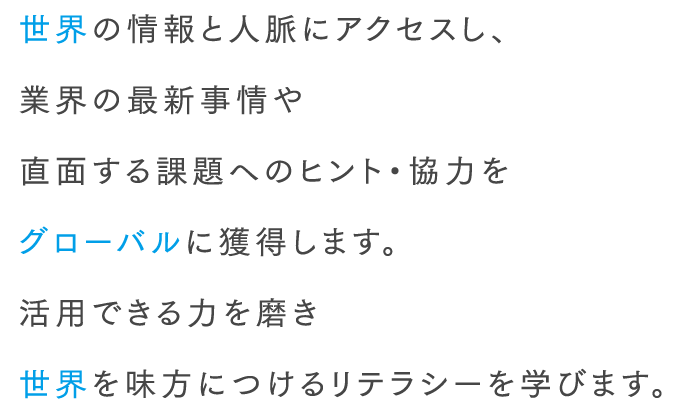 世界の情報と人脈にアクセスし、
業界の最新事情や
直面する課題へのヒント・協力を
グローバルに獲得します。
活用できる力を磨き
世界を味方につけるリテラシーを学びます。